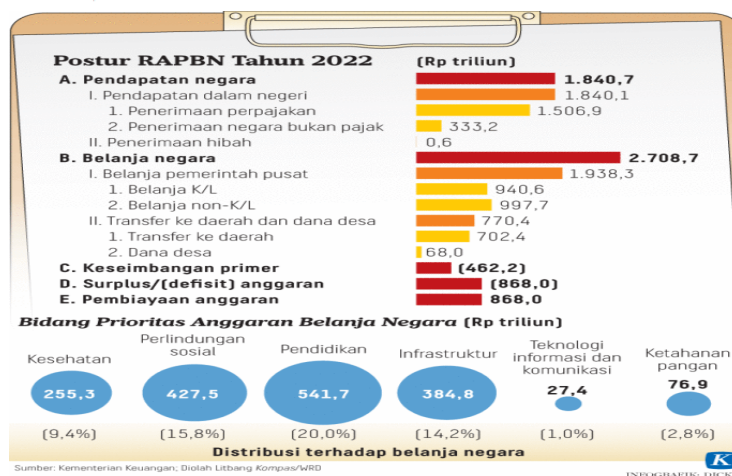 Postur RAPBN Tahun 2022 (Rp triliun)
A. Pendapatan negara 1.840,7
I. Pendapatan dalam negeri 1.840,1
1. Penerimaan perpajakan 1.506,9
2. Penerimaan negara bukan pajak 333,2
II. Penerimaan hibah 0,6
B. Belanja negara 2.708,7
I. Belanja pemerintah pusat 1.938,3
1. Belanja K/L 940,6
2. Belanja non-K/L 997,7
II. Transfer ke daerah dan dana desa 770,4
1. Transfer ke daerah 702,4
2. Dana desa 68,0
C. Keseimbangan primer (462,2)
D. Surplus/(defisit) anggaran (868,0)
E. Pembiayaan anggaran 868,0
Bidang Prioritas Anggaran Belanja Negara (Rp triliun)
Kesehatan
255,3
(9,4%)
Perlindungan
sosial
427,5
(15,8%)
Pendidikan
541,7
(20,0%)
Infrastruktur
384,8
(14,2%)
Teknologi
informasi dan
komunikasi
27,4
(1,0%)
Ketahanan
pangan
76,9
(2,8%)
Distribusi terhadap belanja negara
Sumber: Kementerian Keuangan; Diolah Litbang Kompas/WRD
K
INFOGRAFIK: